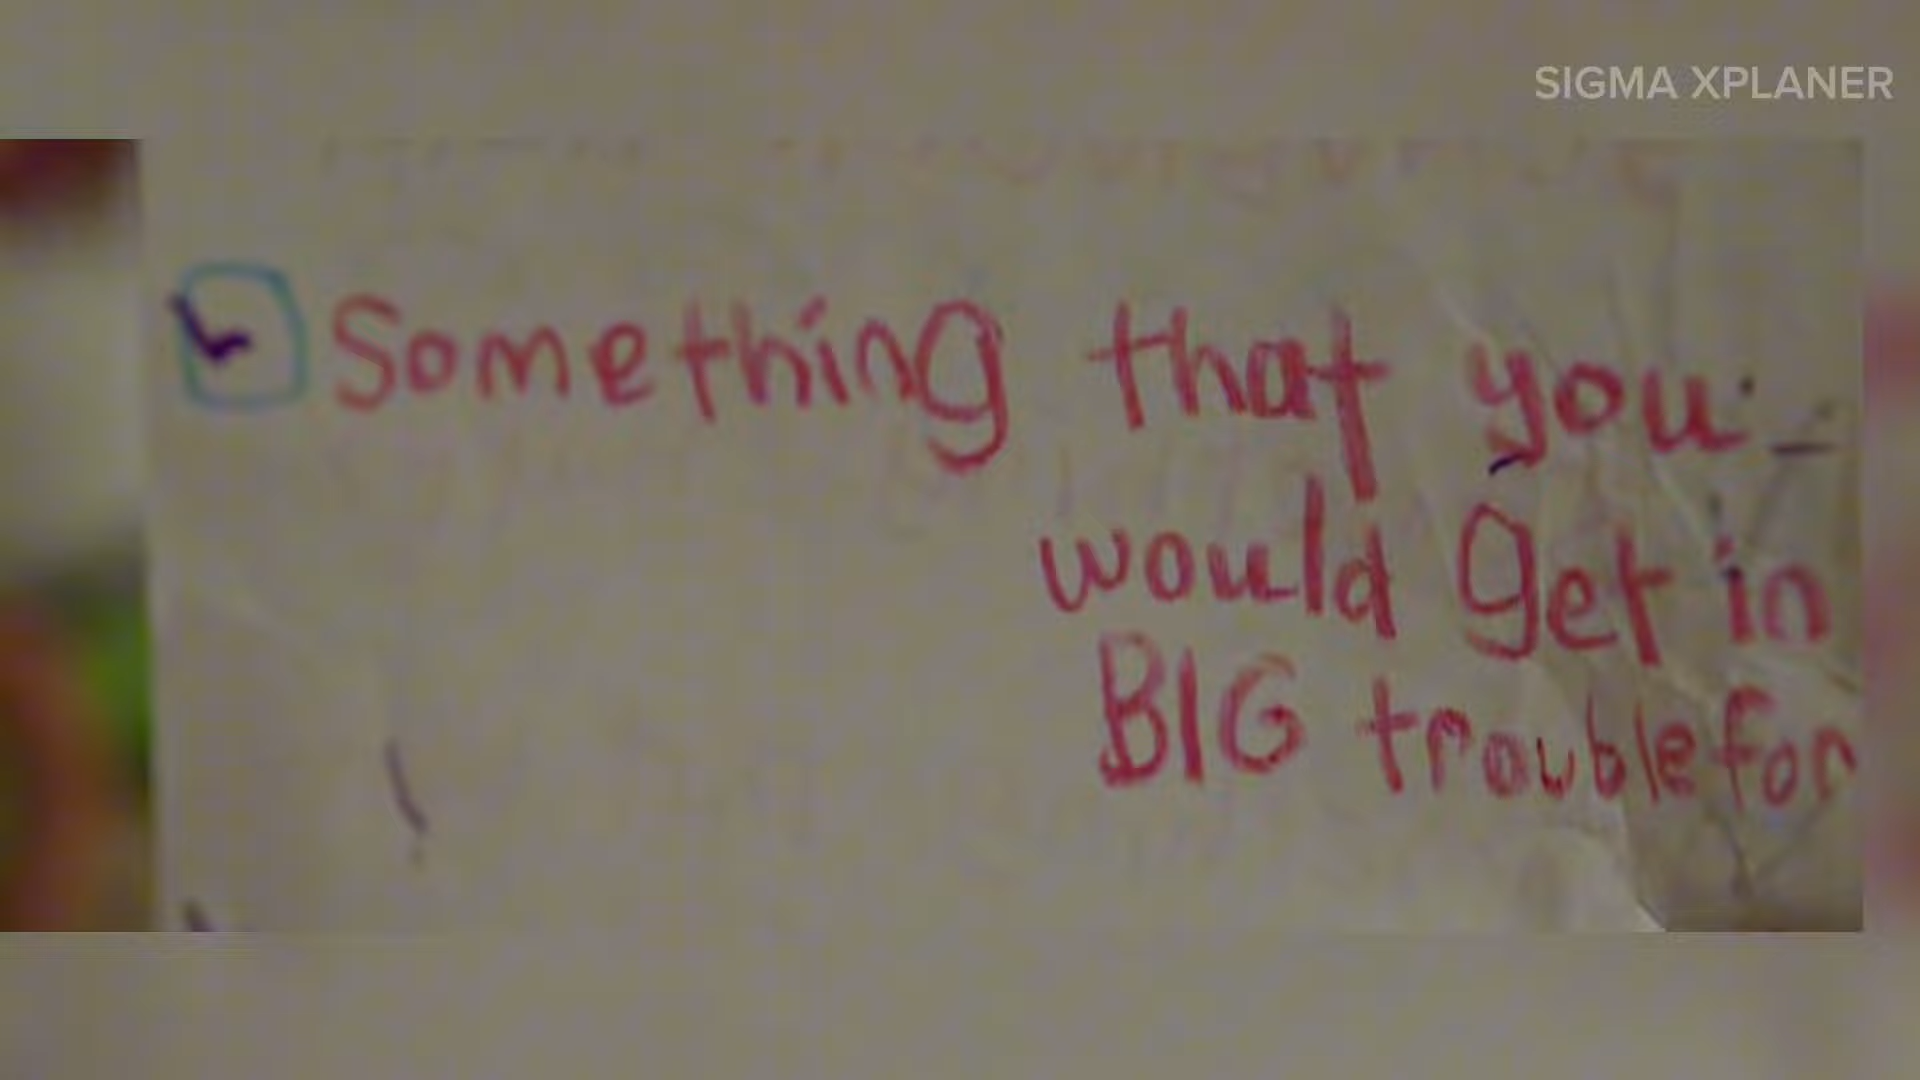 SIGMA XPLANER
Something that you
would get in
BIG trouble for